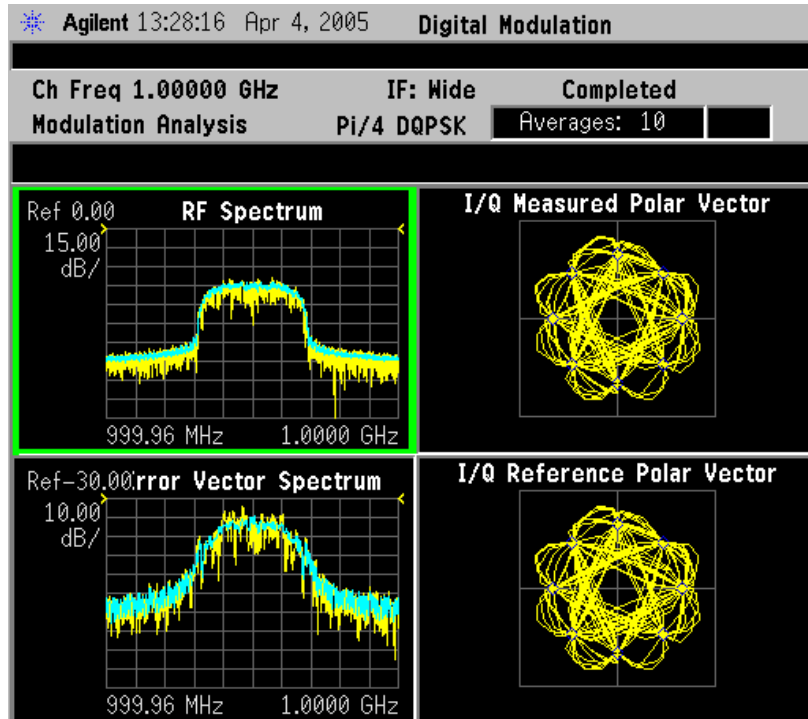 Agilent 13:28:16 Apr 4, 2005 Digital Modulation
Ch Freq 1.00000 GHz IF: Wide Completed
Modulation Analysis Pi/4 DQPSK Averages: 10
Ref 0.00 RF Spectrum
15.00
dB/
999.96 MHz 1.0000 GHz
I/Q Measured Polar Vector
Ref-30.00 rror Vector Spectrum
10.00
dB/
999.96 MHz 1.0000 GHz
I/Q Reference Polar Vector